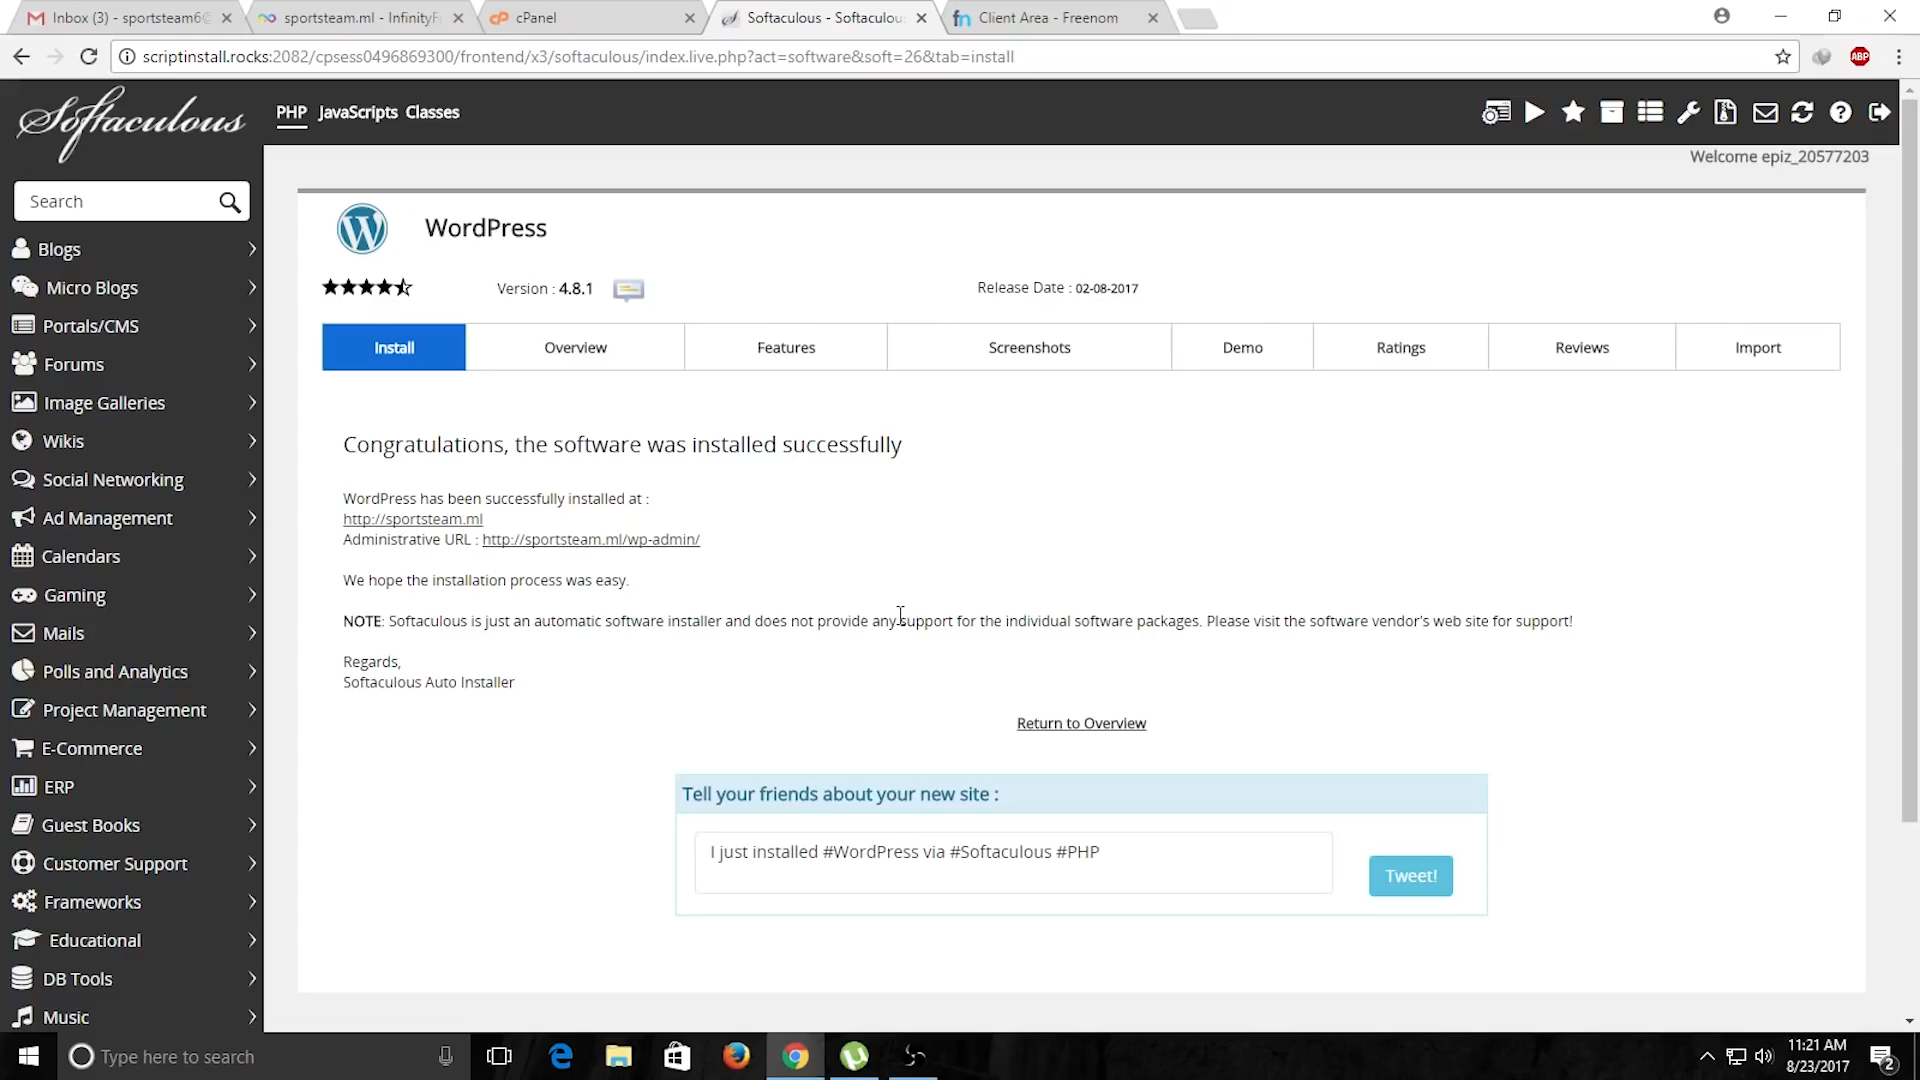 Inbox (3) - sportsteam6@
sportsteam.ml - InfinityF
cPanel
Softaculous - Softaculou
Client Area - Freenom
scriptinstall.rocks:2082/cpsess0496869300/frontend/x3/softaculous/index.live.php?act=software&soft=26&tab=install
ABP
Softaculous
PHP JavaScripts Classes
Welcome epiz_20577203
Search
Blogs
Micro Blogs
Portals/CMS
Forums
Image Galleries
Wikis
Social Networking
Ad Management
Calendars
Gaming
Mails
Polls and Analytics
Project Management
E-Commerce
ERP
Guest Books
Customer Support
Frameworks
Educational
DB Tools
Music
WordPress
Version : 4.8.1
Release Date : 02-08-2017
Install Overview Features Screenshots Demo Ratings Reviews Import
Congratulations, the software was installed successfully
WordPress has been successfully installed at :
http://sportsteam.ml
Administrative URL : http://sportsteam.ml/wp-admin/
We hope the installation process was easy.
NOTE: Softaculous is just an automatic software installer and does not provide any support for the individual software packages. Please visit the software vendor's web site for support!
Regards,
Softaculous Auto Installer
Return to Overview
Tell your friends about your new site :
I just installed #WordPress via #Softaculous #PHP
Tweet!
Type here to search
11:21 AM
8/23/2017
2